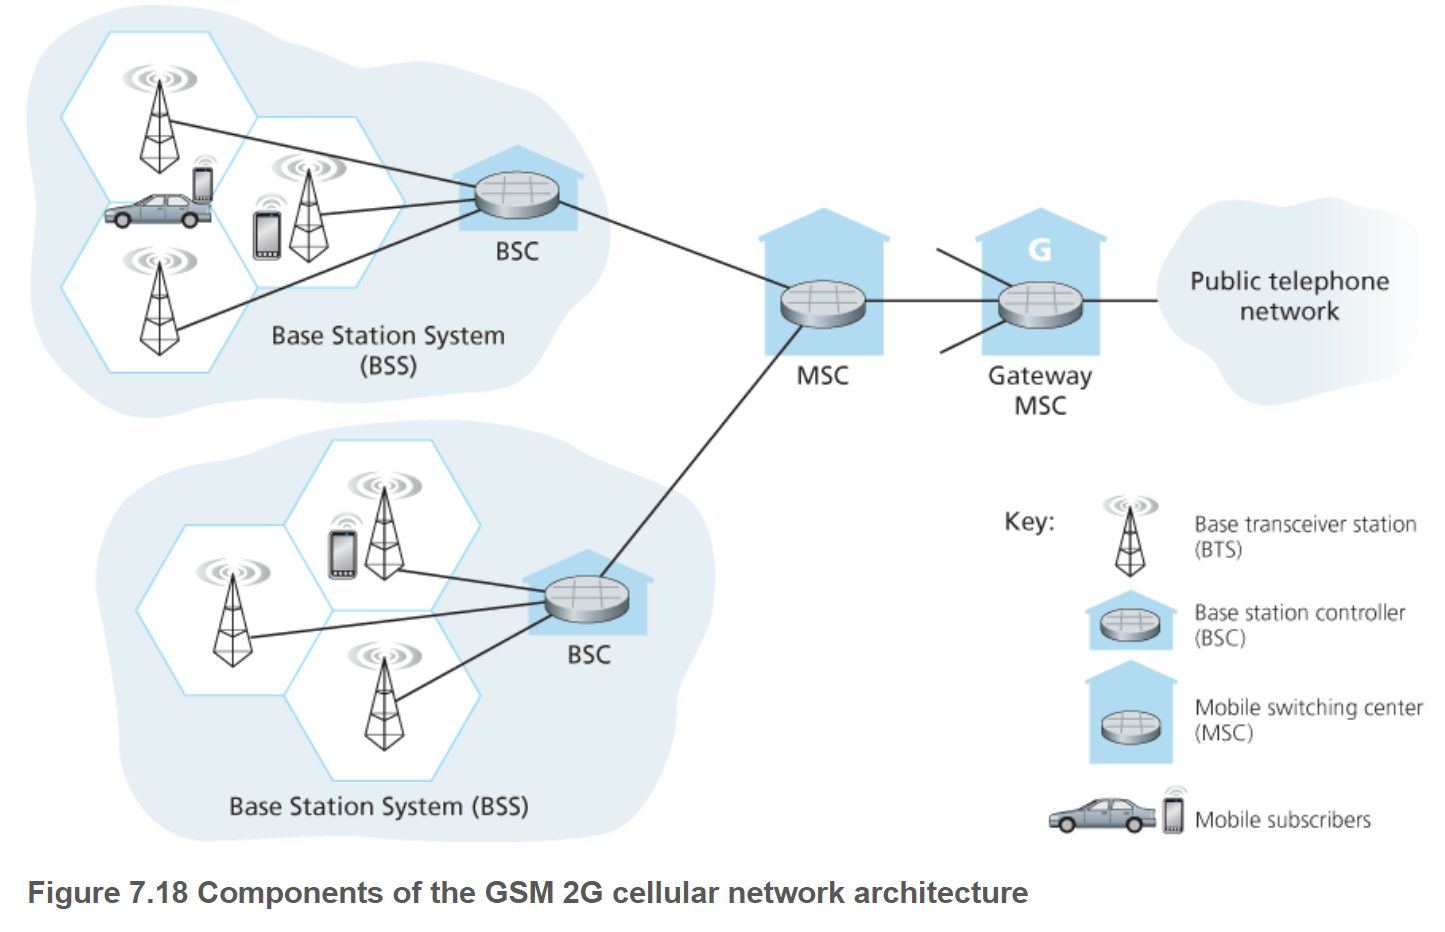 BSC
Base Station System
(BSS)
MSC
G
Gateway
MSC
Public telephone
network
BSC
Base Station System (BSS)
Key:
Base transceiver station
(BTS)
Base station controller
(BSC)
Mobile switching center
(MSC)
Mobile subscribers
Figure 7.18 Components of the GSM 2G cellular network architecture